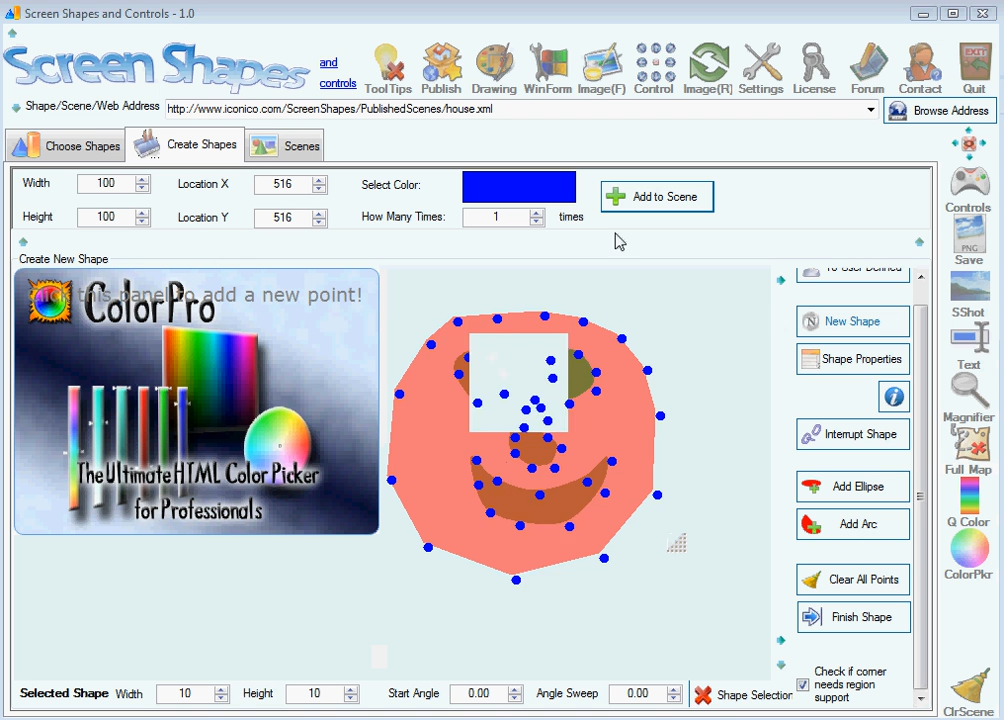 Screen Shapes and Controls - 1.0
Screen Shapes
and
controls
ToolTips
Publish
Drawing
WinForm
Image(F)
Control
Image(R)
Settings
License
Forum
Contact
EXIT
Quit
Shape/Scene/Web Address
http://www.iconico.com/ScreenShapes/PublishedScenes/house.xml
Browse Address
Choose Shapes
Create Shapes
Scenes
Width
100
Location X
516
Select Color:
Add to Scene
Height
100
Location Y
516
How Many Times:
1
times
Controls
PNG
Save
SShot
Text
Magnifier
Full Map
Q Color
ColorPkr
ClrScene
Create New Shape
this panel to add a new point!
ColorPro
The Ultimate HTML Color Picker
for Professionals
To User Defined
New Shape
Shape Properties
Interrupt Shape
Add Ellipse
Add Arc
Clear All Points
Finish Shape
Check if corner
needs region
support
Selected Shape
Width
10
Height
10
Start Angle
0.00
Angle Sweep
0.00
Shape Selection